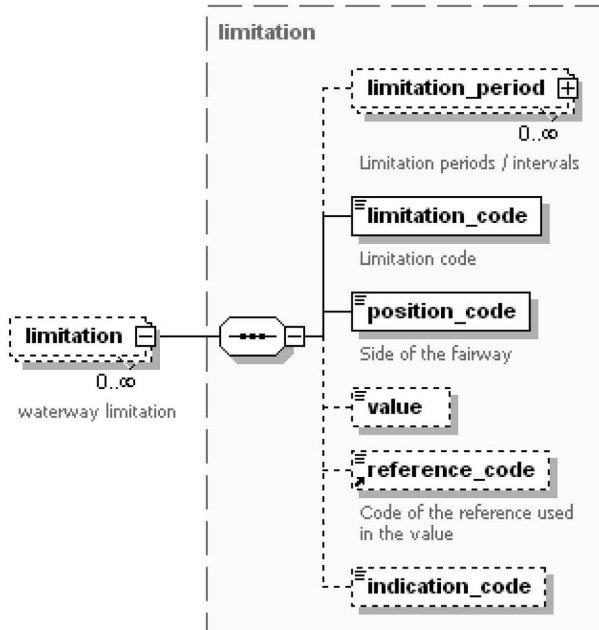 limitation
limitation_period
0..∞
Limitation periods / intervals
limitation_code
Limitation code
position_code
Side of the fairway
limitation
0..∞
waterway limitation
value
reference_code
Code of the reference used
in the value
indication_code